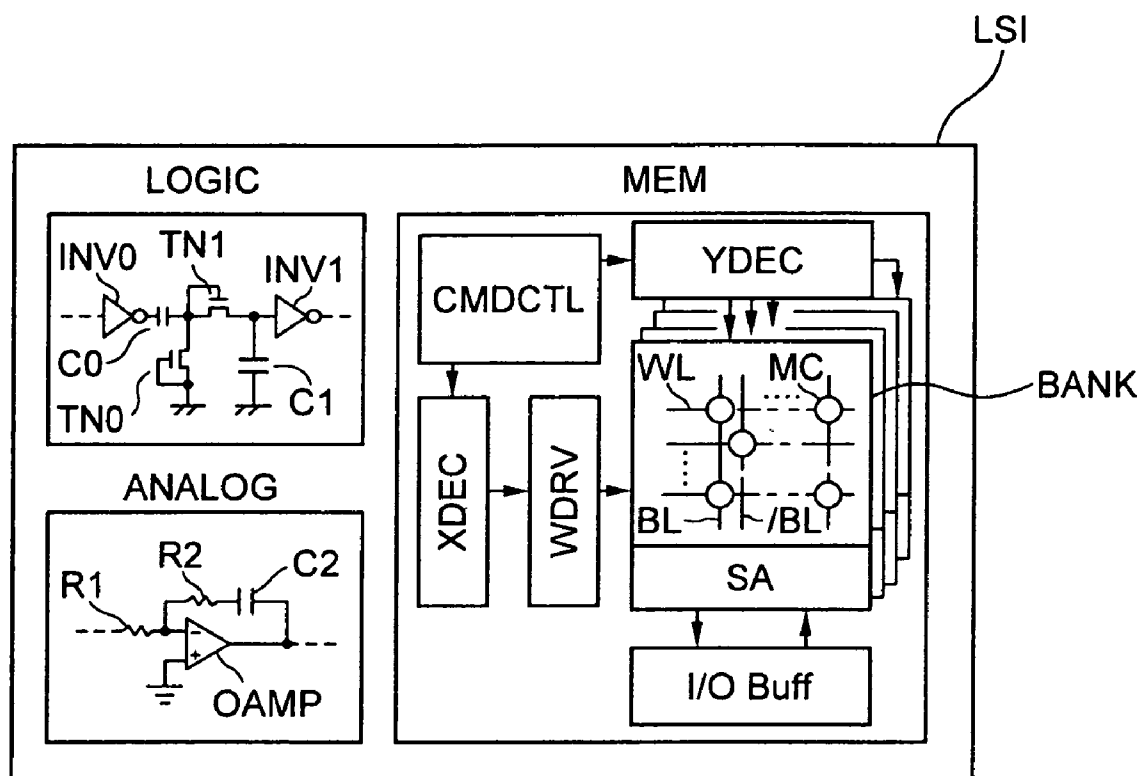 LSI
LOGIC
MEM
INV0
TN1
INV1
C0
TN0
C1
CMDCTL
YDEC
WL
MC
BANK
XDEC
WDRV
BL
/BL
SA
I/O Buff
ANALOG
R1
R2
C2
-
+
OAMP